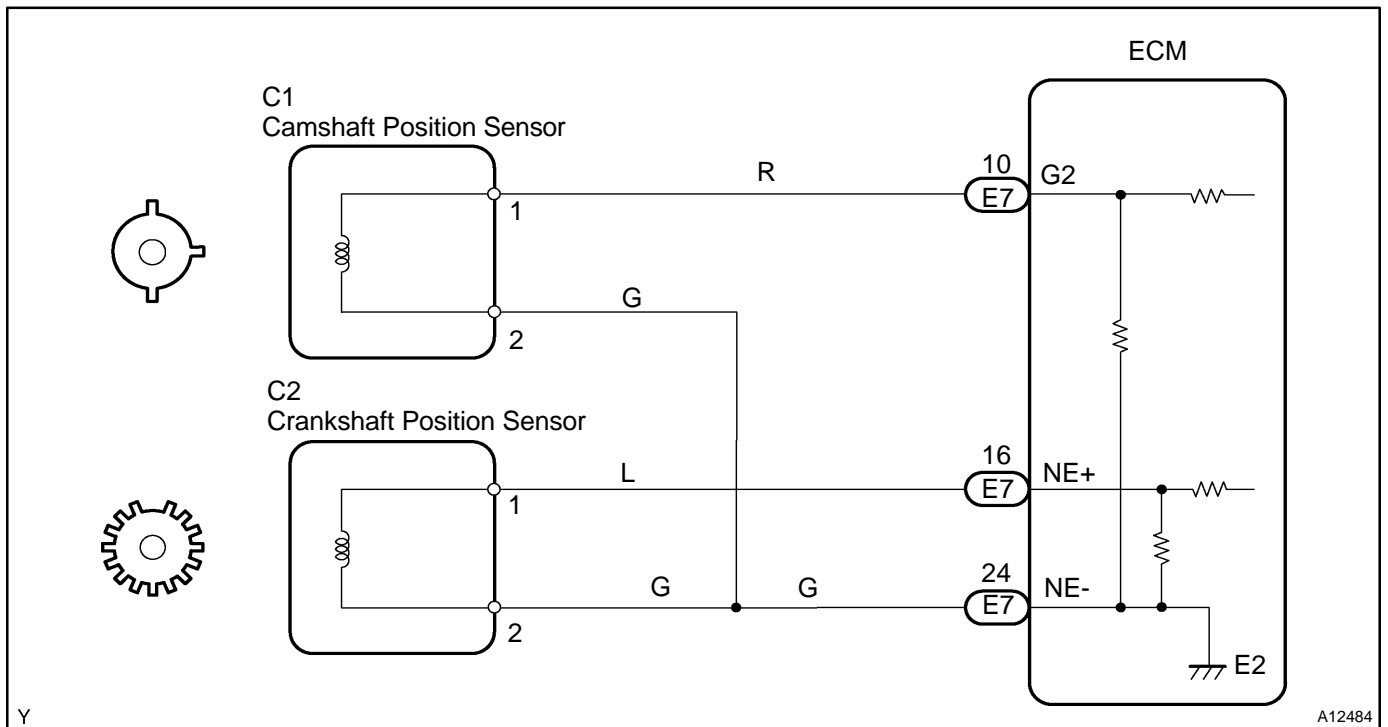 ECM
C1
Camshaft Position Sensor
R
10
E7
G2
1
G
2
C2
Crankshaft Position Sensor
L
16
E7
NE+
1
G
G
24
E7
NE-
2
E2
Y
A12484